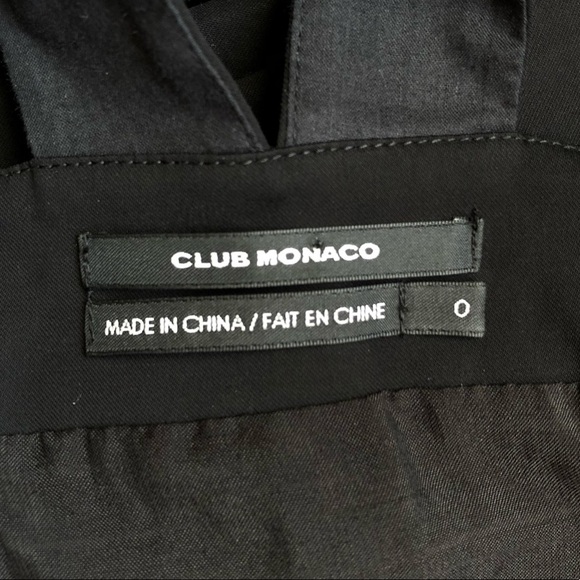 CLUB MONACO
MADE IN CHINA / FAIT EN CHINE 0